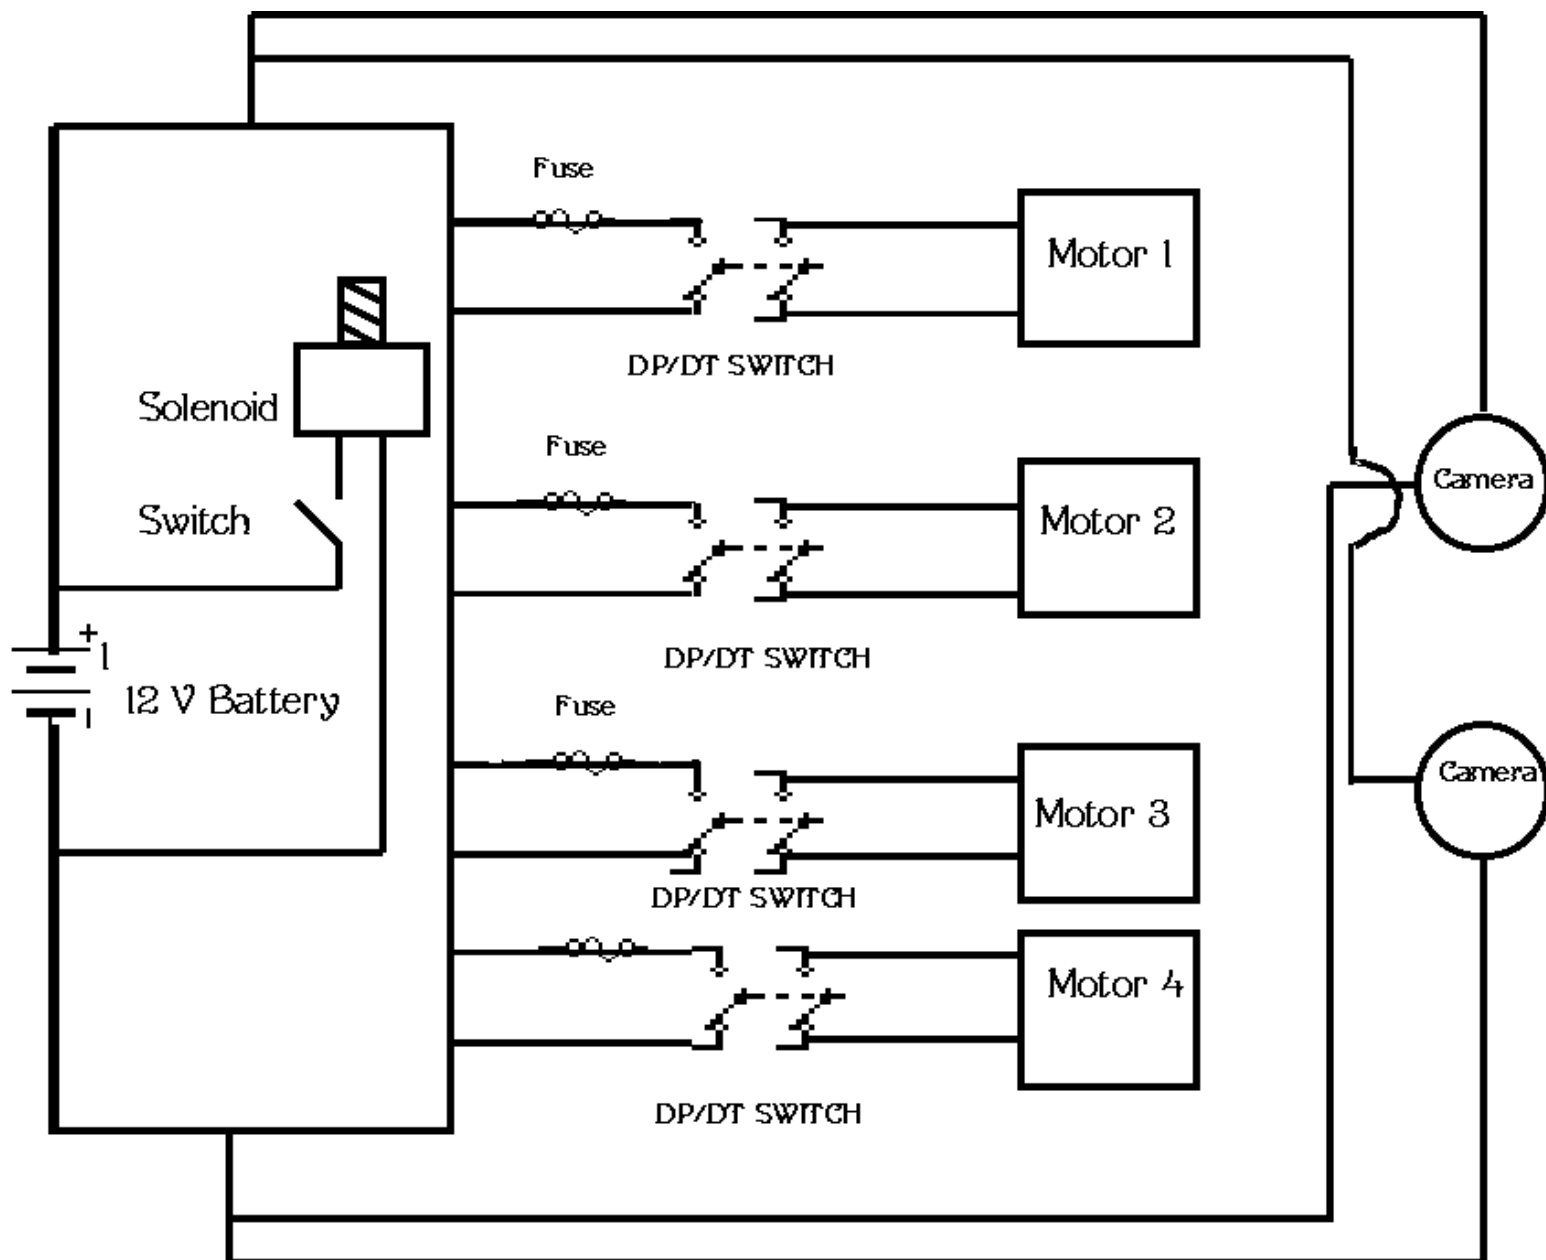 Fuse
Motor 1
DP/DT SWITCH
Solenoid
Fuse
Camera
Switch
Motor 2
+
DP/DT SWITCH
12 V Battery
Fuse
Camera
Motor 3
DP/DT SWITCH
Motor 4
DP/DT SWITCH